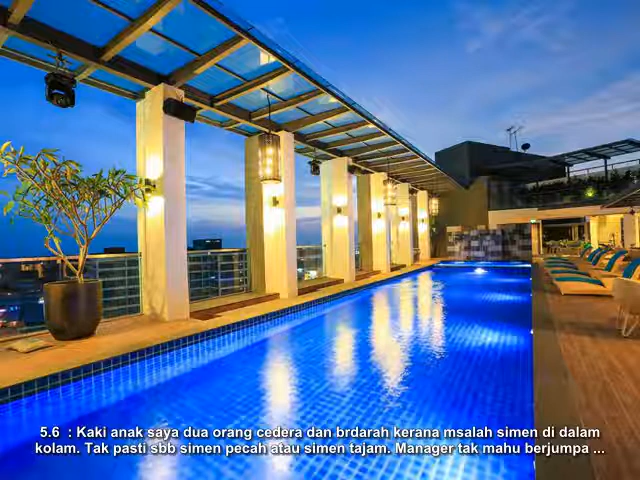 5.6 : Kaki anak saya dua orang cedera dan brdarah kerana msalah simen di dalam
kolam. Tak pasti sbb simen pecah atau simen tajam. Manager tak mahu berjumpa ...